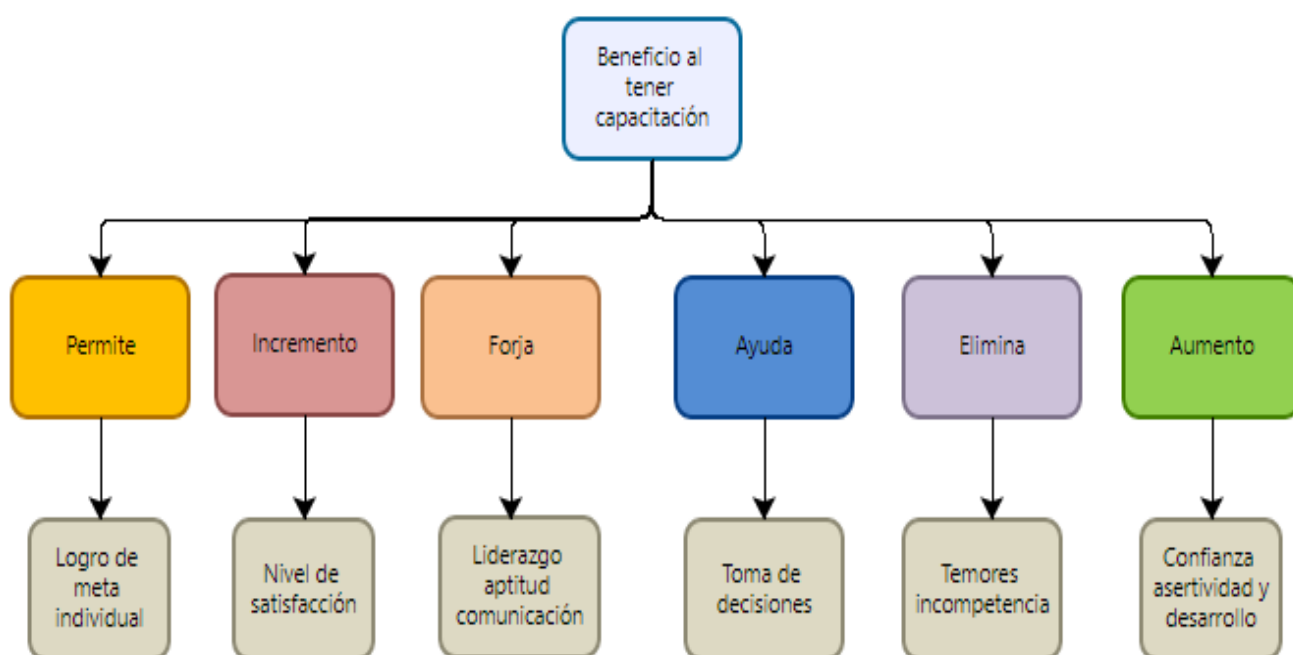 Beneficio al
tener
capacitación
Permite
Incremento
Forja
Ayuda
Elimina
Aumento
Logro de
meta
individual
Nivel de
satisfacción
Liderazgo
aptitud
comunicación
Toma de
decisiones
Temores
incompetencia
Confianza
asertividad y
desarrollo